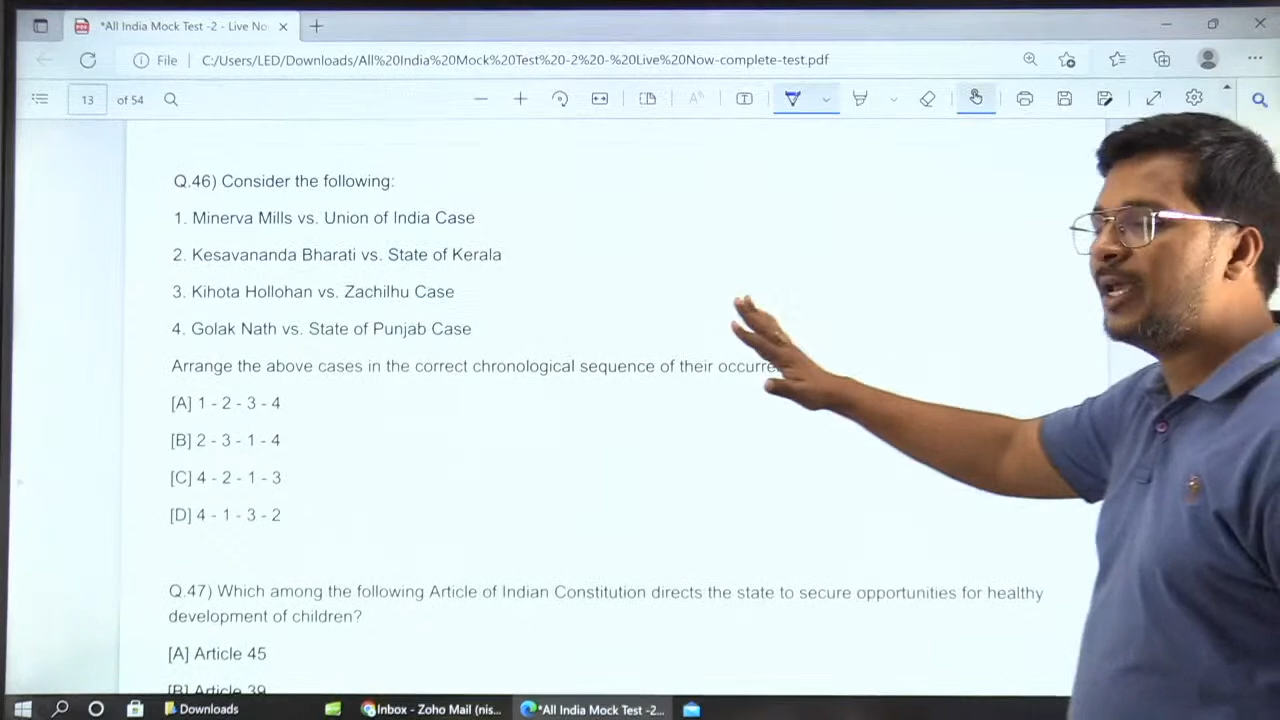 *All India Mock Test -2 - Live No
File C:/Users/LED/Downloads/All%20India%20Mock%20Test%20-2%20-%20Live%20Now-complete-test.pdf
13 of 54
Q.46) Consider the following:
1. Minerva Mills vs. Union of India Case
2. Kesavananda Bharati vs. State of Kerala
3. Kihota Hollohan vs. Zachilhu Case
4. Golak Nath vs. State of Punjab Case
Arrange the above cases in the correct chronological sequence of their occurre
[A] 1 - 2 - 3 - 4
[B] 2 - 3 - 1 - 4
[C] 4 - 2 - 1 - 3
[D] 4 - 1 - 3 - 2
Q.47) Which among the following Article of Indian Constitution directs the state to secure opportunities for healthy
development of children?
[A] Article 45
[B] Article 39
Downloads Inbox - Zoho Mail (nis... *All India Mock Test -2...